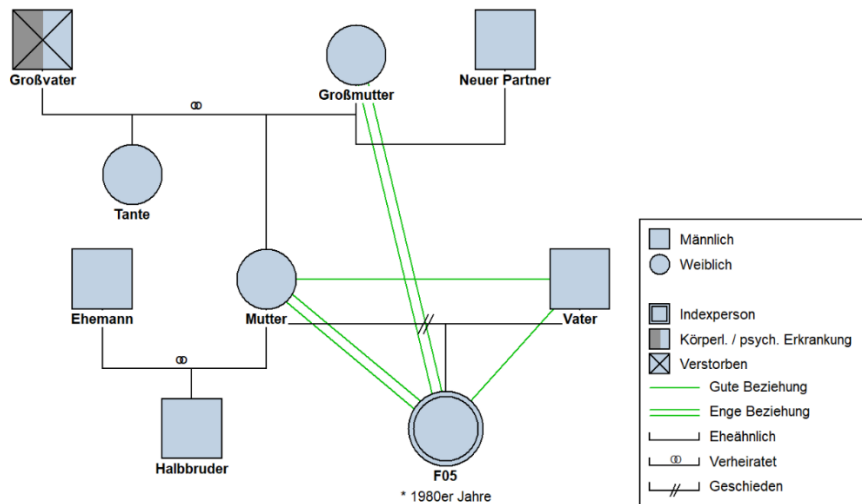 Großvater
Großmutter
Neuer Partner
Tante
Ehemann
Mutter
Vater
Halbbruder
F05
* 1980er Jahre
Männlich
Weiblich
Indexperson
Körperl. / psych. Erkrankung
Verstorben
Gute Beziehung
Enge Beziehung
Eheähnlich
Verheiratet
Geschieden